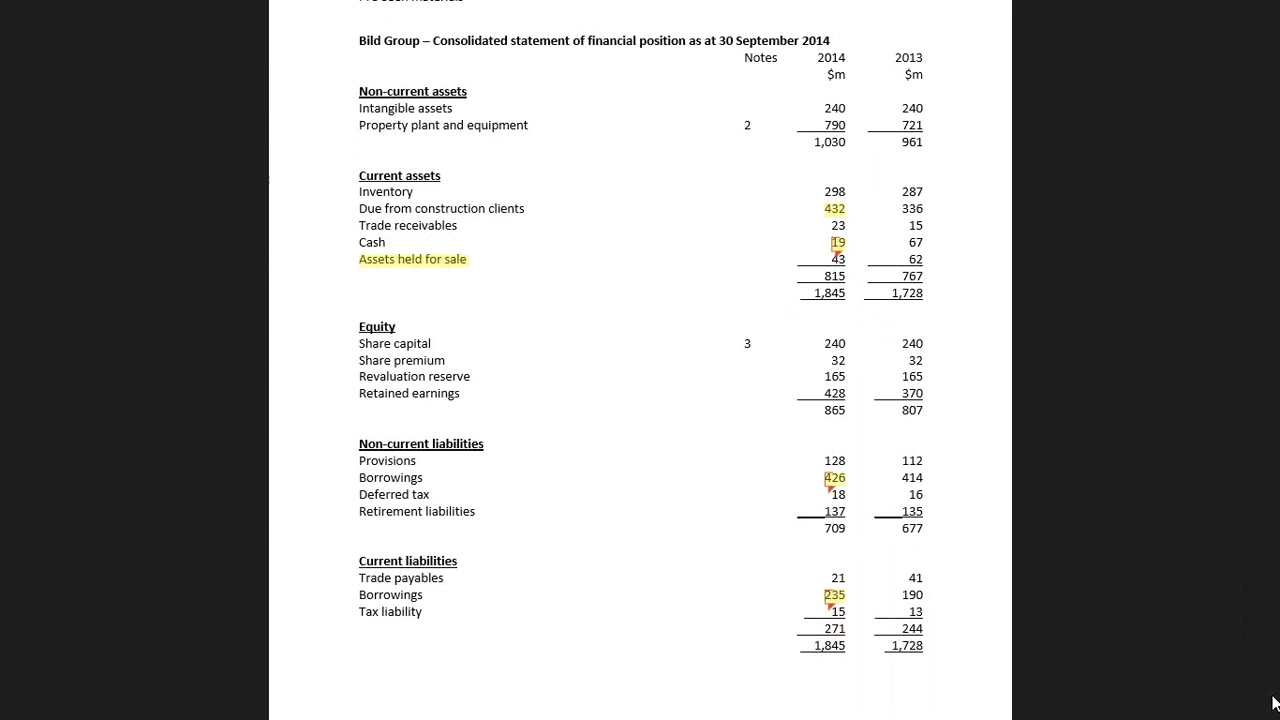 Bild Group – Consolidated statement of financial position as at 30 September 2014
Notes 2014 2013
$m $m
Non-current assets
Intangible assets 240 240
Property plant and equipment 2 790 721
1,030 961
Current assets
Inventory 298 287
Due from construction clients 432 336
Trade receivables 23 15
Cash 19 67
Assets held for sale 43 62
815 767
1,845 1,728
Equity
Share capital 3 240 240
Share premium 32 32
Revaluation reserve 165 165
Retained earnings 428 370
865 807
Non-current liabilities
Provisions 128 112
Borrowings 426 414
Deferred tax 18 16
Retirement liabilities 137 135
709 677
Current liabilities
Trade payables 21 41
Borrowings 235 190
Tax liability 15 13
271 244
1,845 1,728